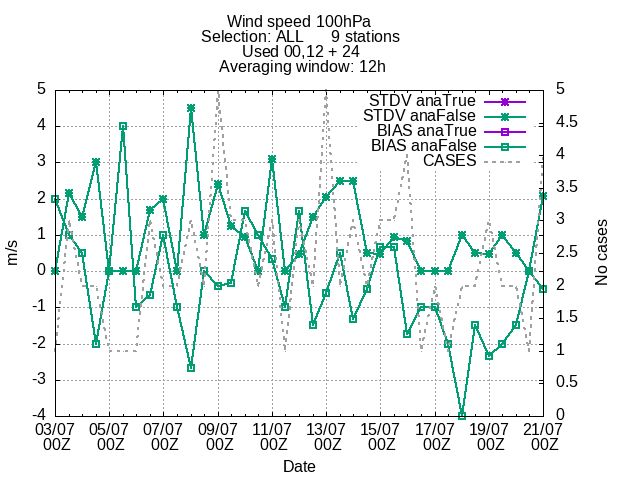 Wind speed 100hPa
Selection: ALL 9 stations
Used 00,12 + 24
Averaging window: 12h
STDV anaTrue
STDV anaFalse
BIAS anaTrue
BIAS anaFalse
CASES
5
4
3
2
1
0
-1
-2
-3
-4
m/s
5
4.5
4
3.5
3
2.5
2
1.5
1
0.5
0
No cases
03/07 05/07 07/07 09/07 11/07 13/07 15/07 17/07 19/07 21/07
00Z 00Z 00Z 00Z 00Z 00Z 00Z 00Z 00Z 00Z
Date